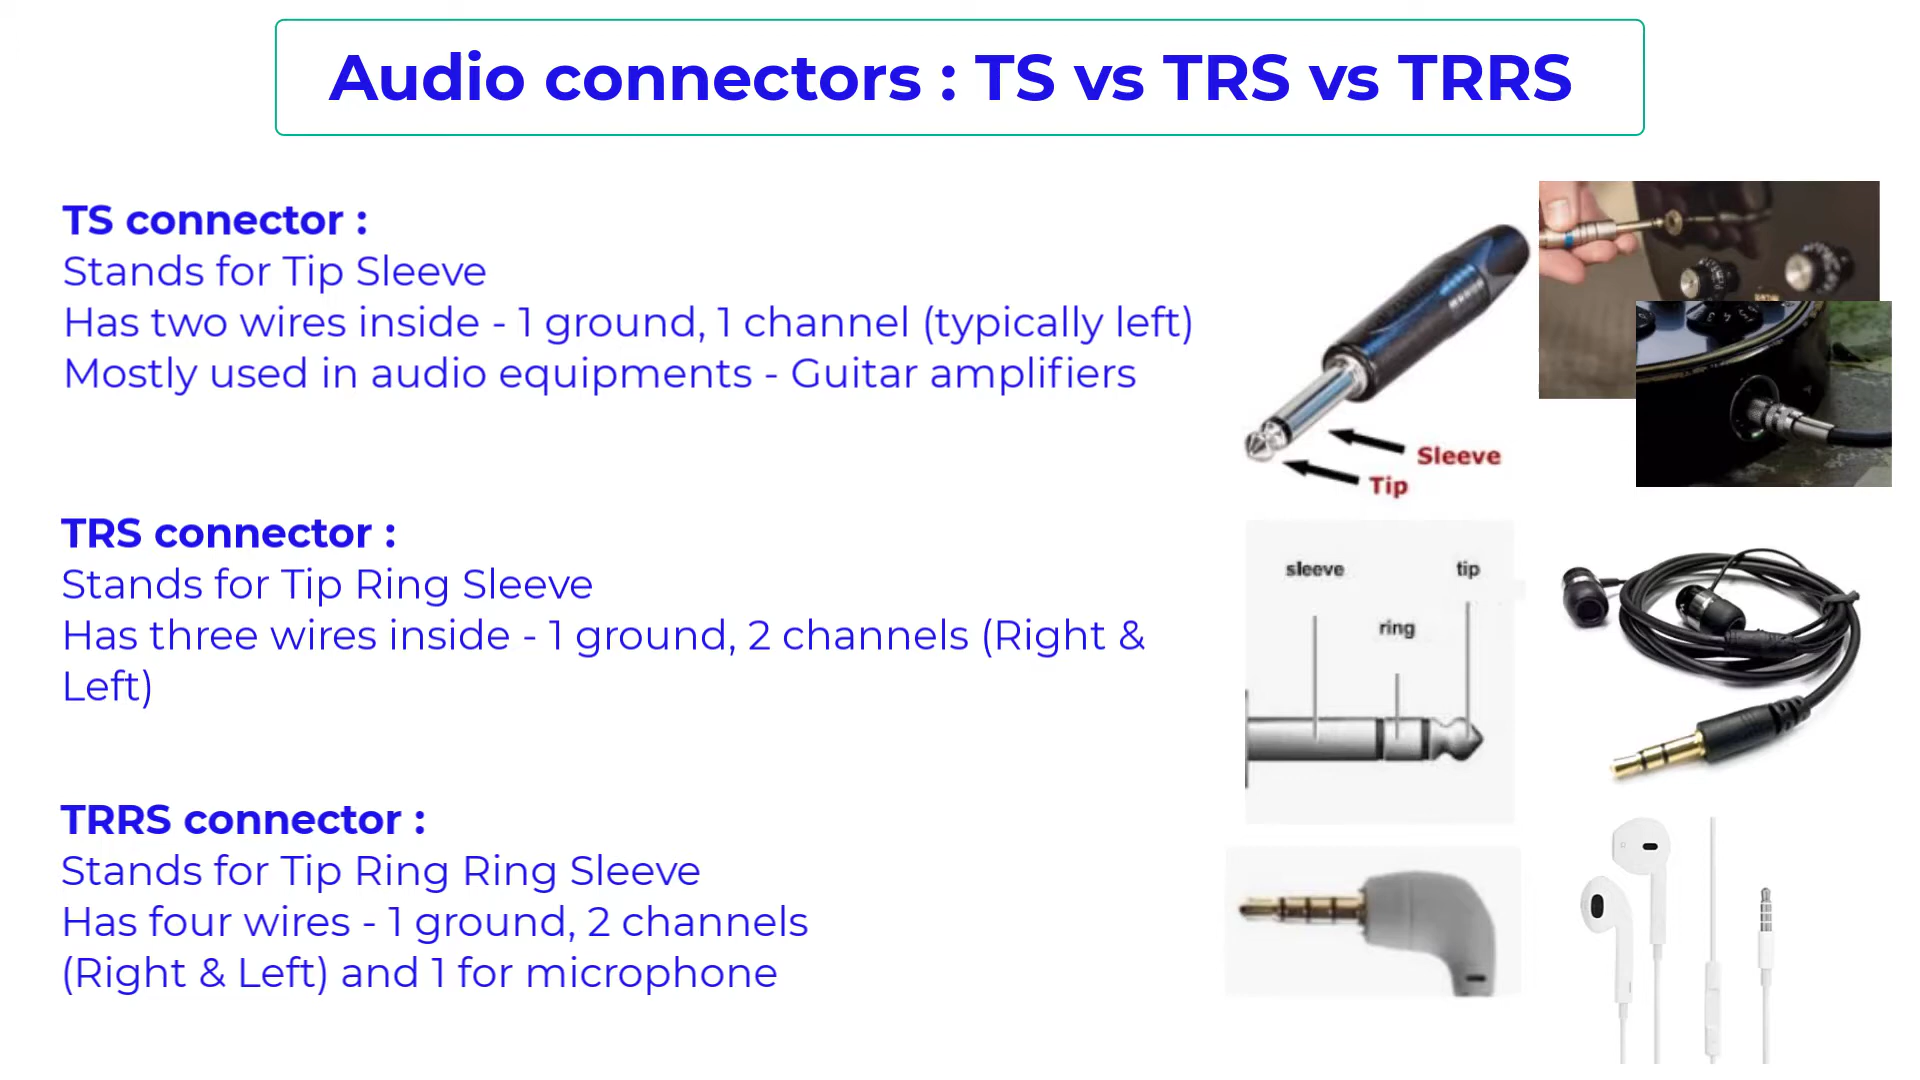 Audio connectors : TS vs TRS vs TRRS
TS connector :
Stands for Tip Sleeve
Has two wires inside - 1 ground, 1 channel (typically left)
Mostly used in audio equipments - Guitar amplifiers
Sleeve
Tip
TRS connector :
Stands for Tip Ring Sleeve
Has three wires inside - 1 ground, 2 channels (Right &
Left)
sleeve
tip
ring
TRRS connector :
Stands for Tip Ring Ring Sleeve
Has four wires - 1 ground, 2 channels
(Right & Left) and 1 for microphone